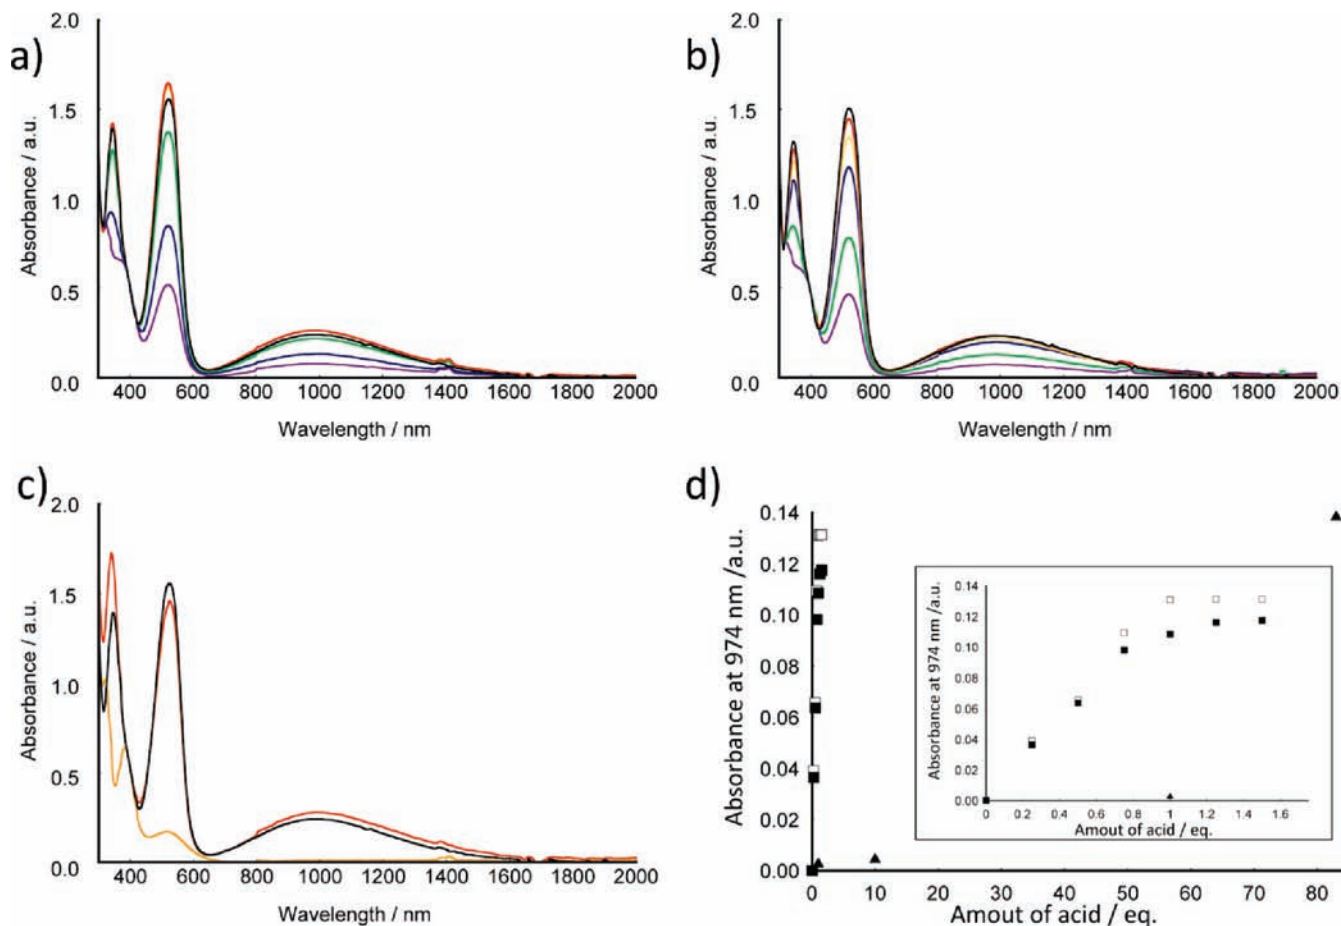 a)
2.0
1.5
1.0
0.5
0.0
Absorbance / a.u.
400 600 800 1000 1200 1400 1600 1800 2000
Wavelength / nm
b)
2.0
1.5
1.0
0.5
0.0
Absorbance / a.u.
400 600 800 1000 1200 1400 1600 1800 2000
Wavelength / nm
c)
2.0
1.5
1.0
0.5
0.0
Absorbance / a.u.
400 600 800 1000 1200 1400 1600 1800 2000
Wavelength / nm
d)
0.14
0.12
0.10
0.08
0.06
0.04
0.02
0.00
Absorbance at 974 nm /a.u.
0 10 20 30 40 50 60 70 80
Amout of acid / eq.
0.14
0.12
0.10
0.08
0.06
0.04
0.02
0.00
Absorbance at 974 nm /a.u.
0 0.2 0.4 0.6 0.8 1 1.2 1.4 1.6
Amout of acid / eq.